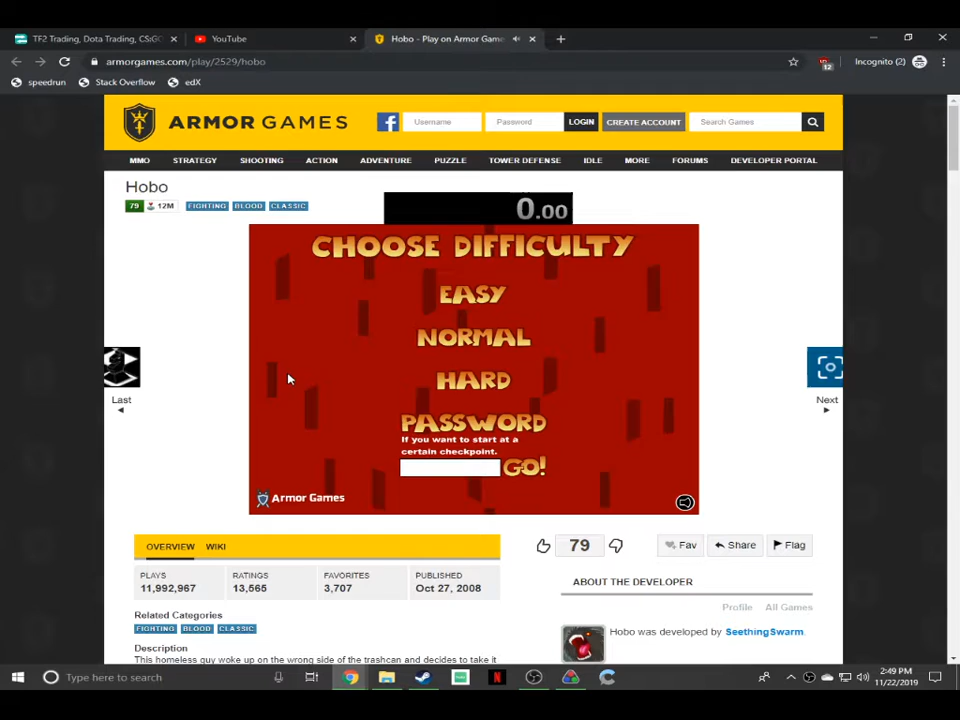 TF2 Trading, Dota Trading, CS:GO
YouTube
Hobo - Play on Armor Game
armorgames.com/play/2529/hobo
12
Incognito (2)
speedrun
Stack Overflow
edX
ARMOR GAMES
Username
Password
LOGIN
CREATE ACCOUNT
Search Games
MMO
STRATEGY
SHOOTING
ACTION
ADVENTURE
PUZZLE
TOWER DEFENSE
IDLE
MORE
FORUMS
DEVELOPER PORTAL
Hobo
79
12M
FIGHTING
BLOOD
CLASSIC
0.00
CHOOSE DIFFICULTY
EASY
NORMAL
HARD
PASSWORD
If you want to start at a
certain checkpoint.
GO!
Armor Games
Last
Next
OVERVIEW
WIKI
79
Fav
Share
Flag
PLAYS
11,992,967
RATINGS
13,565
FAVORITES
3,707
PUBLISHED
Oct 27, 2008
ABOUT THE DEVELOPER
Profile
All Games
Related Categories
FIGHTING
BLOOD
CLASSIC
Hobo was developed by SeethingSwarm.
Description
This homeless guy woke up on the wrong side of the trashcan and decides to take it
Type here to search
2:49 PM
11/22/2019